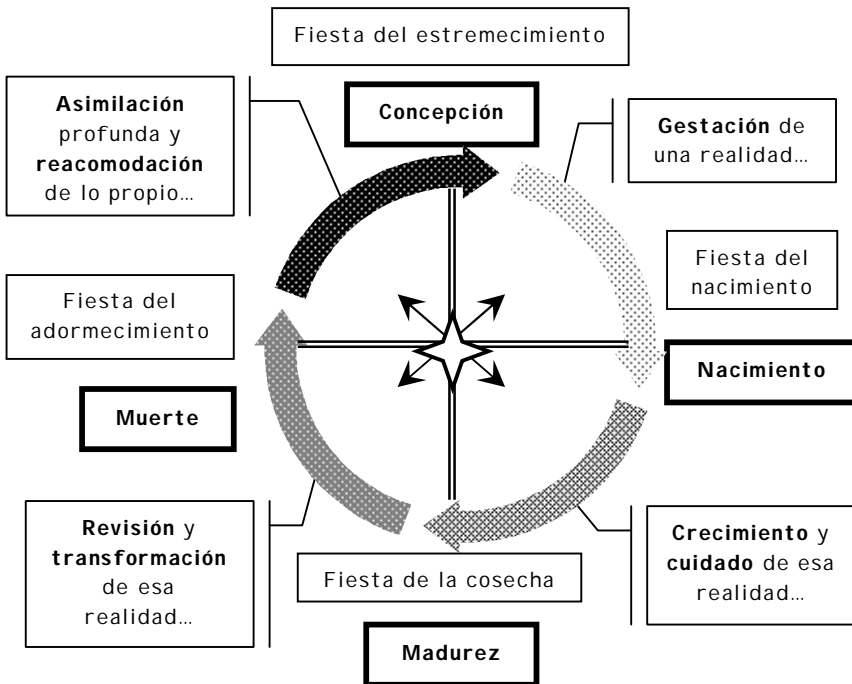 Fiesta del estremecimiento
Concepción
Asimilación
profunda y
reacomodación
de lo propio…
Gestación de
una realidad…
Fiesta del
nacimiento
Nacimiento
Fiesta del
adormecimiento
Muerte
Revisión y
transformación
de esa
realidad…
Fiesta de la cosecha
Crecimiento y
cuidado de esa
realidad…
Madurez